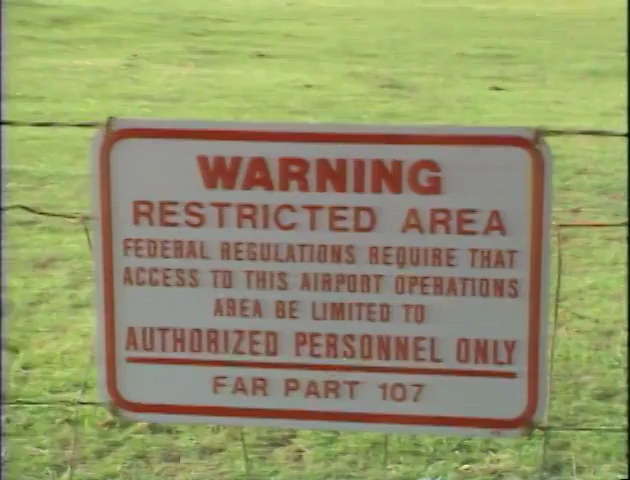 WARNING
RESTRICTED AREA
FEDERAL REGULATIONS REQUIRE THAT
ACCESS TO THIS AIRPORT OPERATIONS
AREA BE LIMITED TO
AUTHORIZED PERSONNEL ONLY
FAR PART 107